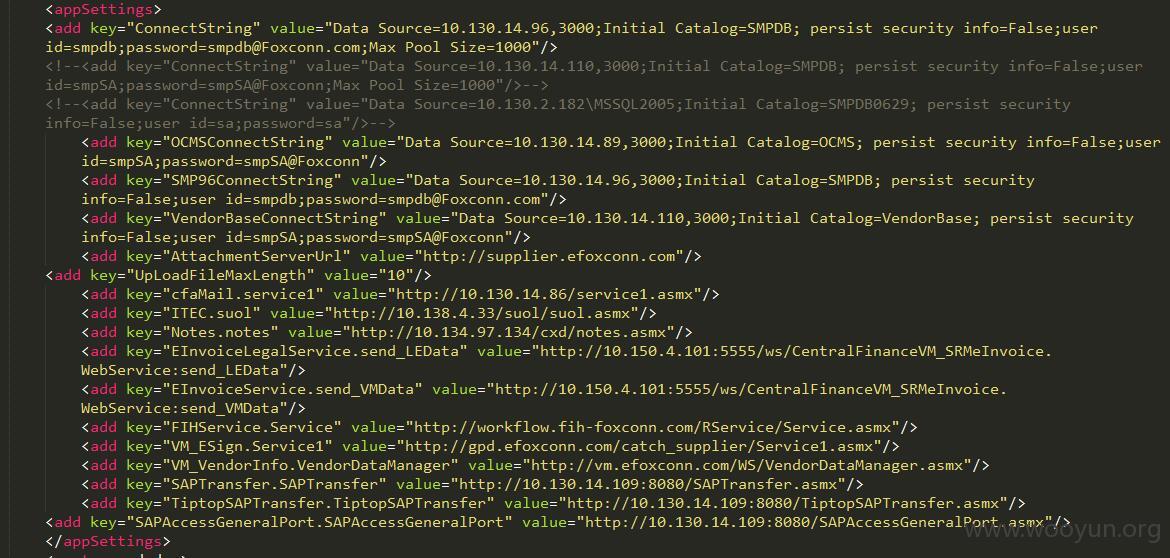 <appSettings>
<add key="ConnectString" value="Data Source=10.130.14.96,3000;Initial Catalog=SMPDB; persist security info=False;user
id=smpdb;password=smpdb@Foxconn.com;Max Pool Size=1000"/>
<!--<add key="ConnectString" value="Data Source=10.130.14.110,3000;Initial Catalog=SMPDB; persist security info=False;user
id=smpSA;password=smpSA@Foxconn;Max Pool Size=1000"/>-->
<!--<add key="ConnectString" value="Data Source=10.130.2.182\MSSQL2005;Initial Catalog=SMPDB0629; persist security
info=False;user id=sa;password=sa"/>-->
<add key="OCMSConnectString" value="Data Source=10.130.14.89,3000;Initial Catalog=OCMS; persist security info=False;user
id=smpSA;password=smpSA@Foxconn"/>
<add key="SMP96ConnectString" value="Data Source=10.130.14.96,3000;Initial Catalog=SMPDB; persist security
info=False;user id=smpdb;password=smpdb@Foxconn.com"/>
<add key="VendorBaseConnectString" value="Data Source=10.130.14.110,3000;Initial Catalog=VendorBase; persist security
info=False;user id=smpSA;password=smpSA@Foxconn"/>
<add key="AttachmentServerUrl" value="http://supplier.efoxconn.com"/>
<add key="UpLoadFileMaxLength" value="10"/>
<add key="cfaMail.service1" value="http://10.130.14.86/service1.asmx"/>
<add key="ITEC.suol" value="http://10.138.4.33/suol/suol.asmx"/>
<add key="Notes.notes" value="http://10.134.97.134/cxd/notes.asmx"/>
<add key="EInvoiceLegalService.send_LEData" value="http://10.150.4.101:5555/ws/CentralFinanceVM_SRMeInvoice.
WebService:send_LEData"/>
<add key="EInvoiceService.send_VMData" value="http://10.150.4.101:5555/ws/CentralFinanceVM_SRMeInvoice.
WebService:send_VMData"/>
<add key="FIHService.Service" value="http://workflow.fih-foxconn.com/RService/Service.asmx"/>
<add key="VM_ESign.Service1" value="http://gpd.efoxconn.com/catch_supplier/Service1.asmx"/>
<add key="VM_VendorInfo.VendorDataManager" value="http://vm.efoxconn.com/WS/VendorDataManager.asmx"/>
<add key="SAPTransfer.SAPTransfer" value="http://10.130.14.109:8080/SAPTransfer.asmx"/>
<add key="TiptopSAPTransfer.TiptopSAPTransfer" value="http://10.130.14.109:8080/TiptopSAPTransfer.asmx"/>
<add key="SAPAccessGeneralPort.SAPAccessGeneralPort" value="http://10.130.14.109:8080/SAPAccessGeneralPort.asmx"/>
www.wooyun.org
</appSettings>